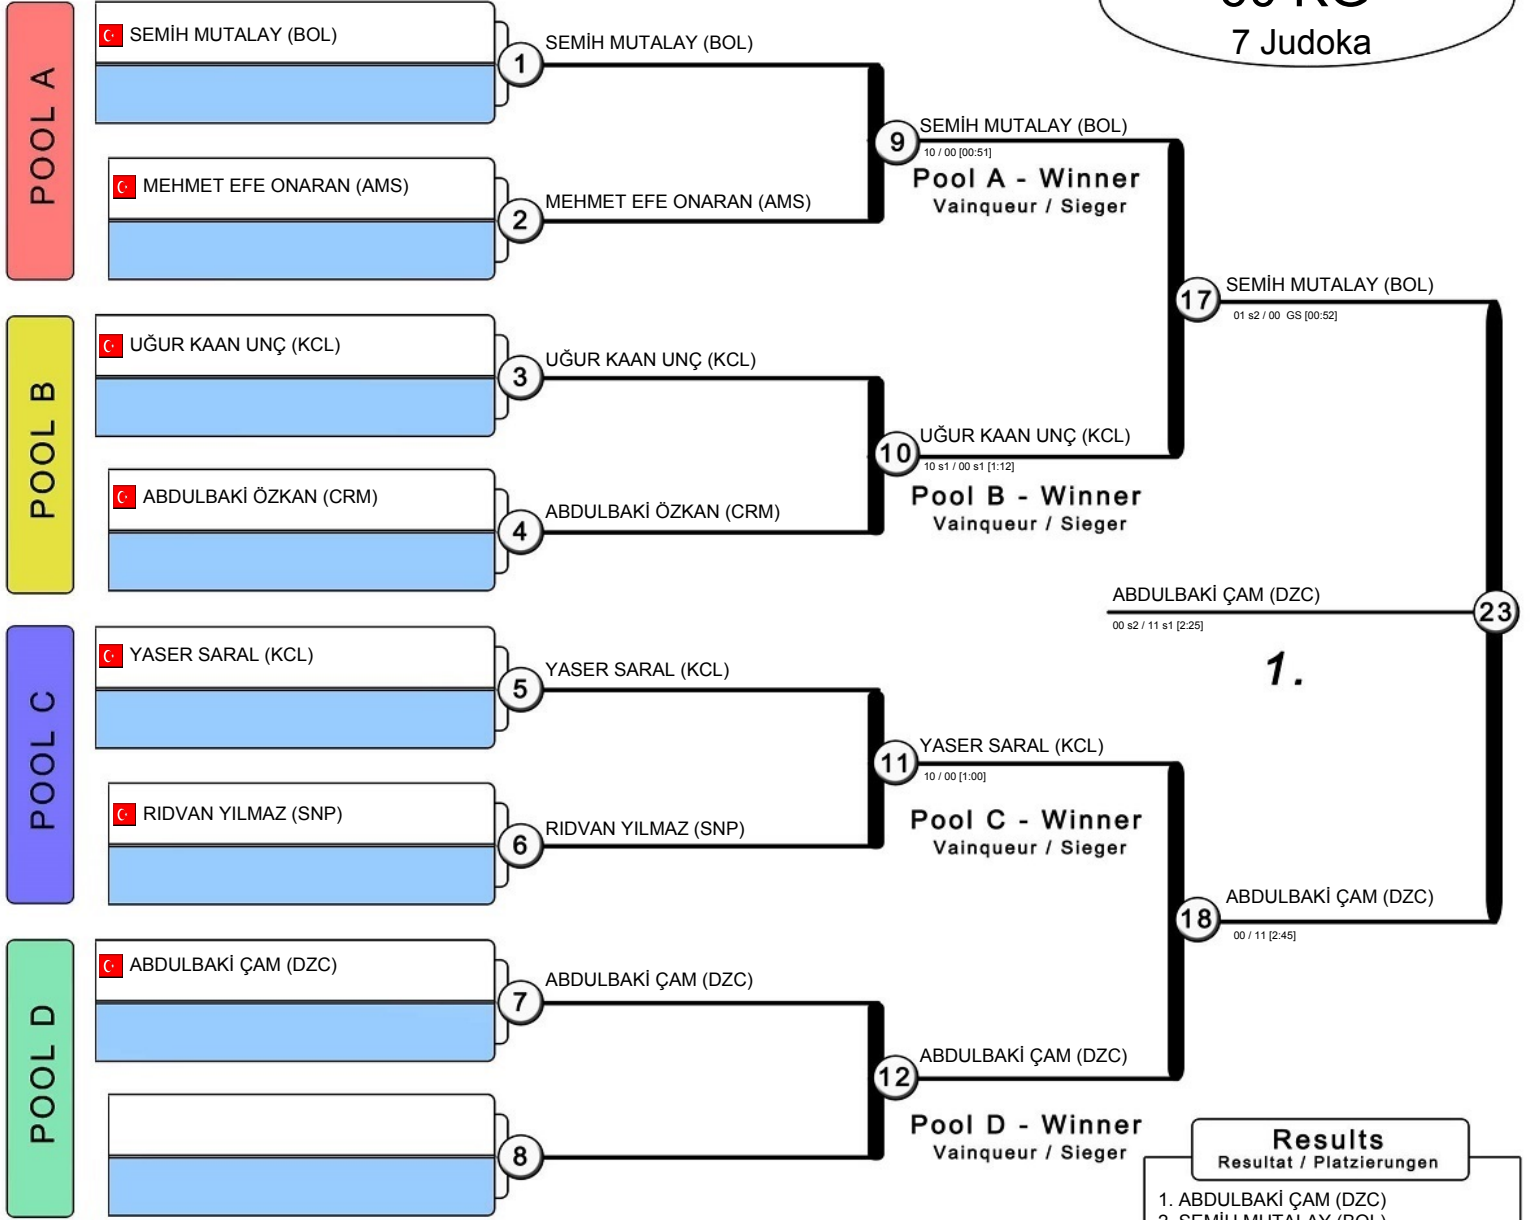 7 Judoka
POOL A
SEMİH MUTALAY (BOL)
1
SEMİH MUTALAY (BOL)
MEHMET EFE ONARAN (AMS)
2
MEHMET EFE ONARAN (AMS)
9
SEMİH MUTALAY (BOL)
10 / 00 [00:51]
Pool A - Winner
Vainqueur / Sieger
POOL B
UĞUR KAAN UNÇ (KCL)
3
UĞUR KAAN UNÇ (KCL)
ABDULBAKİ ÖZKAN (CRM)
4
ABDULBAKİ ÖZKAN (CRM)
10
UĞUR KAAN UNÇ (KCL)
10 s1 / 00 s1 [1:12]
Pool B - Winner
Vainqueur / Sieger
17
SEMİH MUTALAY (BOL)
01 s2 / 00 GS [00:52]
ABDULBAKİ ÇAM (DZC)
23
00 s2 / 11 s1 [2:25]
1.
POOL C
YASER SARAL (KCL)
5
YASER SARAL (KCL)
RIDVAN YILMAZ (SNP)
6
RIDVAN YILMAZ (SNP)
11
YASER SARAL (KCL)
10 / 00 [1:00]
Pool C - Winner
Vainqueur / Sieger
18
ABDULBAKİ ÇAM (DZC)
00 / 11 [2:45]
POOL D
ABDULBAKİ ÇAM (DZC)
7
ABDULBAKİ ÇAM (DZC)
8
12
ABDULBAKİ ÇAM (DZC)
Pool D - Winner
Vainqueur / Sieger
Results
Resultat / Platzierungen
1. ABDULBAKİ ÇAM (DZC)
2. SEMİH MUTALAY (BOL)